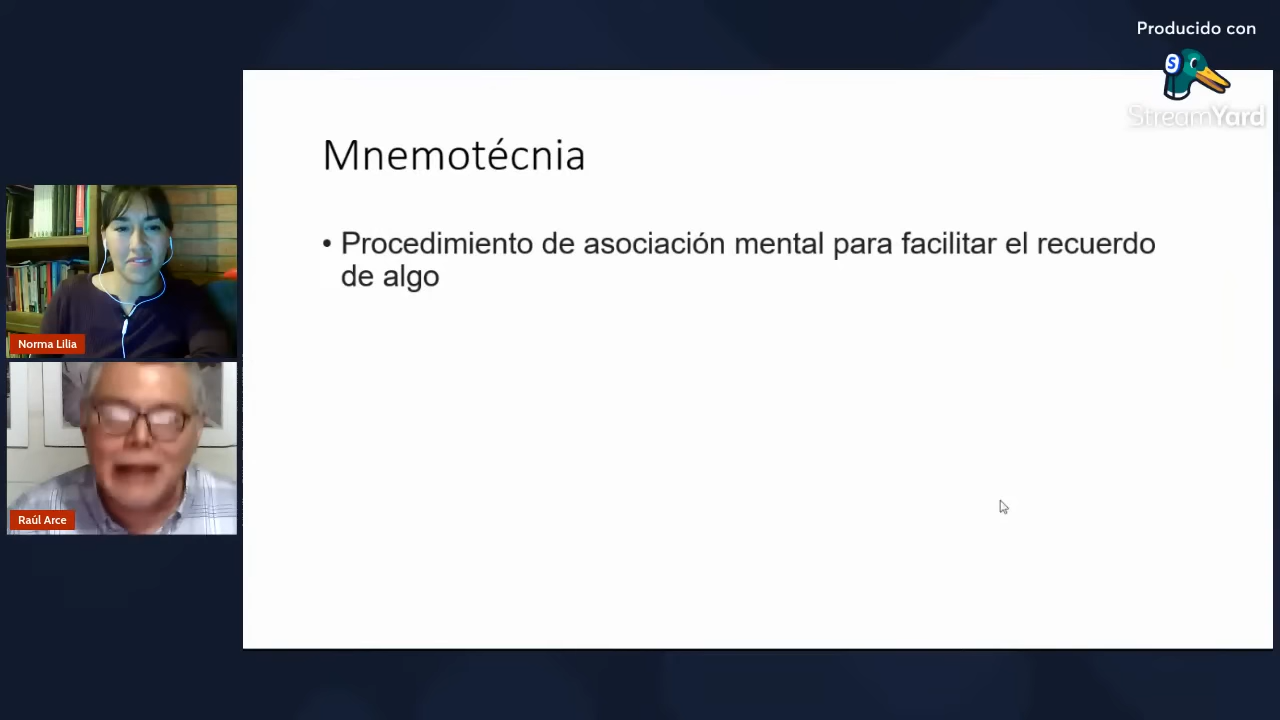 Producido con
S
StreamYard
Mnemotécnia
• Procedimiento de asociación mental para facilitar el recuerdo
de algo
Norma Lilia
Raúl Arce